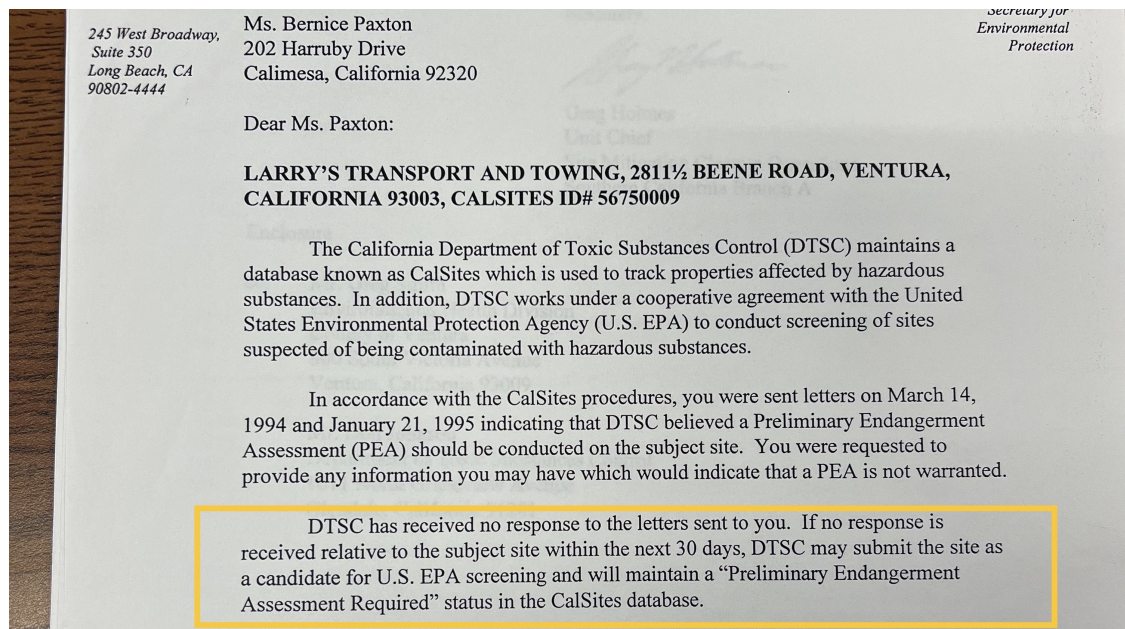 245 West Broadway,
Suite 350
Long Beach, CA
90802-4444
Ms. Bernice Paxton
202 Harruby Drive
Calimesa, California 92320
Secretary for
Environmental
Protection
Dear Ms. Paxton:
Greg Holmes
Unit Chief
LARRY'S TRANSPORT AND TOWING, 2811½ BEENE ROAD, VENTURA,
CALIFORNIA 93003, CALSITES ID# 56750009
Enclosure
The California Department of Toxic Substances Control (DTSC) maintains a
database known as CalSites which is used to track properties affected by hazardous
substances. In addition, DTSC works under a cooperative agreement with the United
States Environmental Protection Agency (U.S. EPA) to conduct screening of sites
suspected of being contaminated with hazardous substances.
In accordance with the CalSites procedures, you were sent letters on March 14,
1994 and January 21, 1995 indicating that DTSC believed a Preliminary Endangerment
Assessment (PEA) should be conducted on the subject site. You were requested to
provide any information you may have which would indicate that a PEA is not warranted.
DTSC has received no response to the letters sent to you. If no response is
received relative to the subject site within the next 30 days, DTSC may submit the site as
a candidate for U.S. EPA screening and will maintain a “Preliminary Endangerment
Assessment Required” status in the CalSites database.